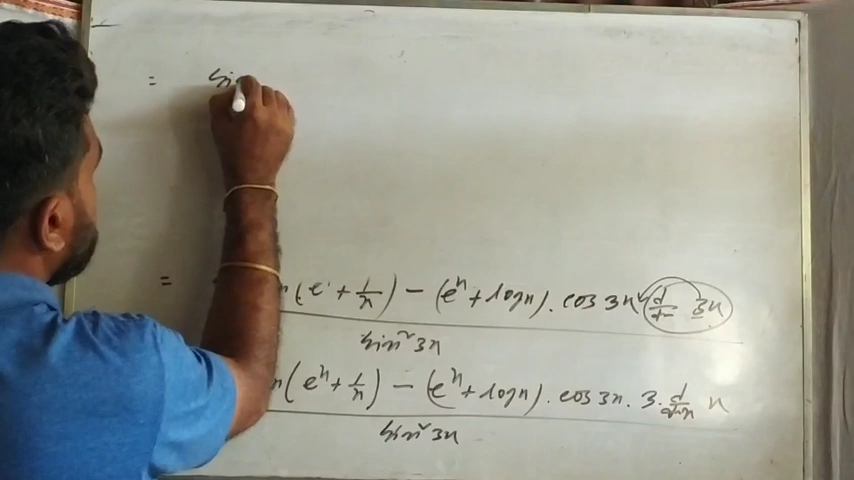 = si
= (e^x + 1/x) - (e^x + log x). cos 3x (d/dx 3x)
sin² 3x
(e^x + 1/x) - (e^x + log x). cos 3x. 3. d/dx x
sin² 3x